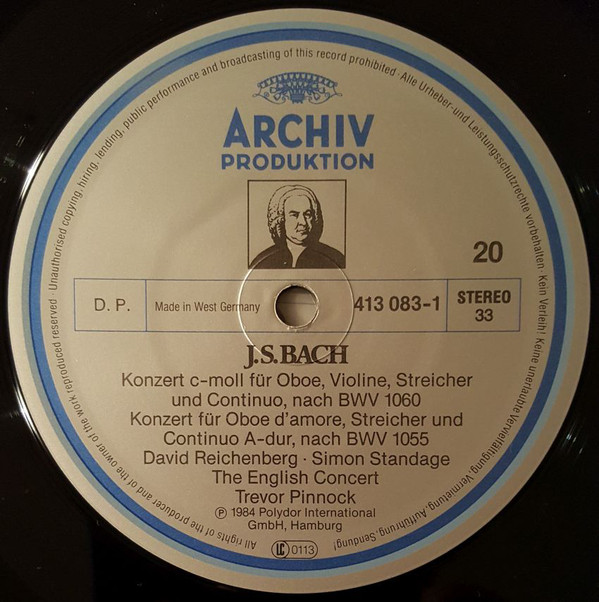 ARCHIV
PRODUKTION
20
D. P.
Made in West Germany
413 083-1
STEREO
33
J.S.BACH
Konzert c-moll für Oboe, Violine, Streicher
und Continuo, nach BWV 1060
Konzert für Oboe d'amore, Streicher und
Continuo A-dur, nach BWV 1055
David Reichenberg · Simon Standage
The English Concert
Trevor Pinnock
Ⓟ 1984 Polydor International
GmbH, Hamburg
LC 0113
All rights of the producer and of the owner of the work reproduced reserved · Unauthorised copying, hiring, lending, public performance and broadcasting of this record prohibited · Alle Urheber-und Leistungsschutzrechte vorbehalten · Kein Verleih! Keine unerlaubte Vervielfältigung, Vermietung, Aufführung, Sendung!